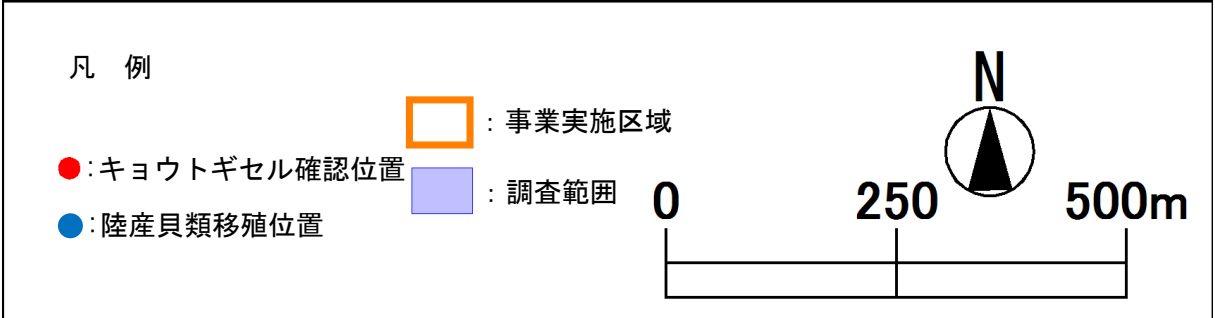 凡　例
：事業実施区域
：キョウトギセル確認位置
：調査範囲
：陸産貝類移殖位置
N
0 250 500m